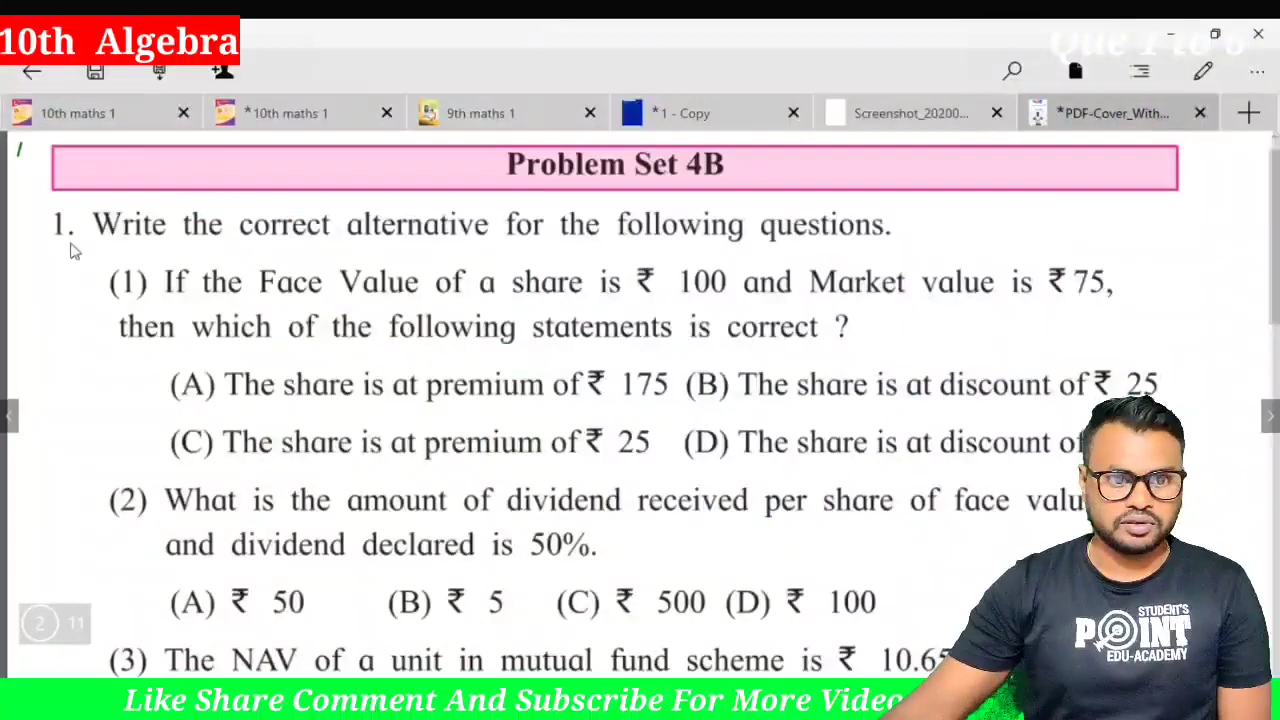 10th Algebra
10th maths 1
*10th maths 1
9th maths 1
*1 - Copy
Screenshot_20200...
*PDF-Cover_With...
Problem Set 4B
1. Write the correct alternative for the following questions.
(1) If the Face Value of a share is ₹ 100 and Market value is ₹ 75,
then which of the following statements is correct ?
(A) The share is at premium of ₹ 175 (B) The share is at discount of ₹ 25
(C) The share is at premium of ₹ 25 (D) The share is at discount of
(2) What is the amount of dividend received per share of face
and dividend declared is 50%.
(A) ₹ 50 (B) ₹ 5 (C) ₹ 500 (D) ₹ 100
2 11
(3) The NAV of a unit in mutual fund scheme is ₹ 10.65
STUDENT'S
POINT
EDU-ACADEMY
Like Share Comment And Subscribe For More